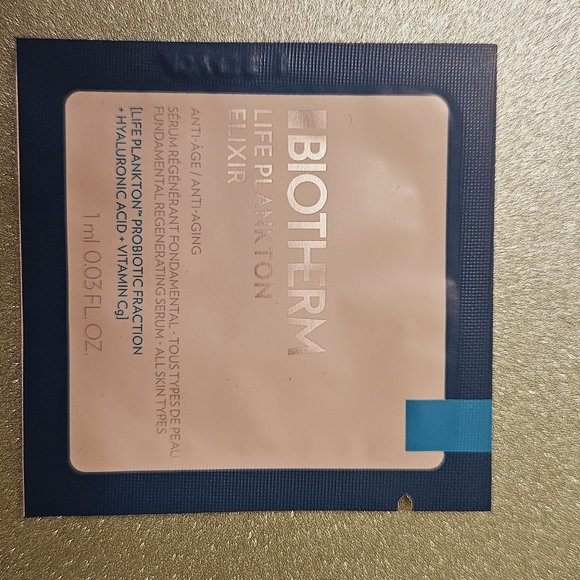 BIOTHERM
LIFE PLANKTON
ELIXIR
ANTI-ÂGE / ANTI-AGING
SÉRUM RÉGÉNÉRANT FONDAMENTAL · TOUS TYPES DE PEAU
FUNDAMENTAL REGENERATING SERUM · ALL SKIN TYPES
[LIFE PLANKTON™ PROBIOTIC FRACTION
+ HYALURONIC ACID + VITAMIN Cg]
1 ml 0.03 FL. OZ.